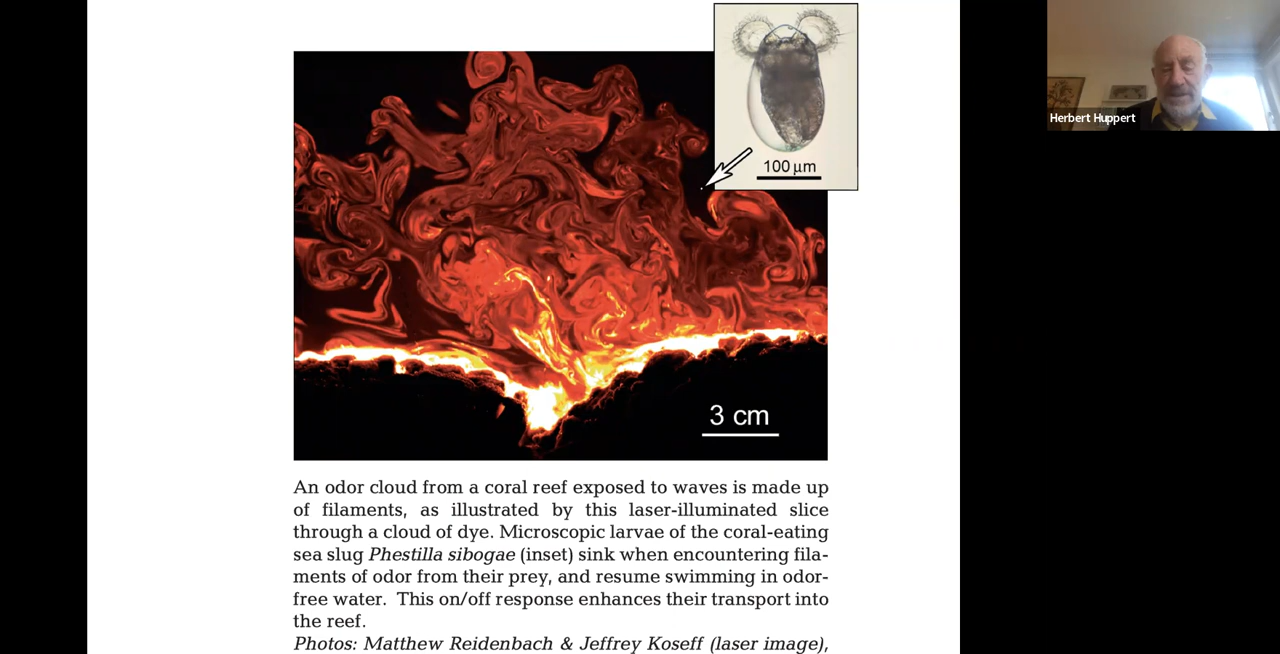 100 μm
Herbert Huppert
3 cm
An odor cloud from a coral reef exposed to waves is made up
of filaments, as illustrated by this laser-illuminated slice
through a cloud of dye. Microscopic larvae of the coral-eating
sea slug Phestilla sibogae (inset) sink when encountering fila-
ments of odor from their prey, and resume swimming in odor-
free water. This on/off response enhances their transport into
the reef.
Photos: Matthew Reidenbach & Jeffrey Koseff (laser image),